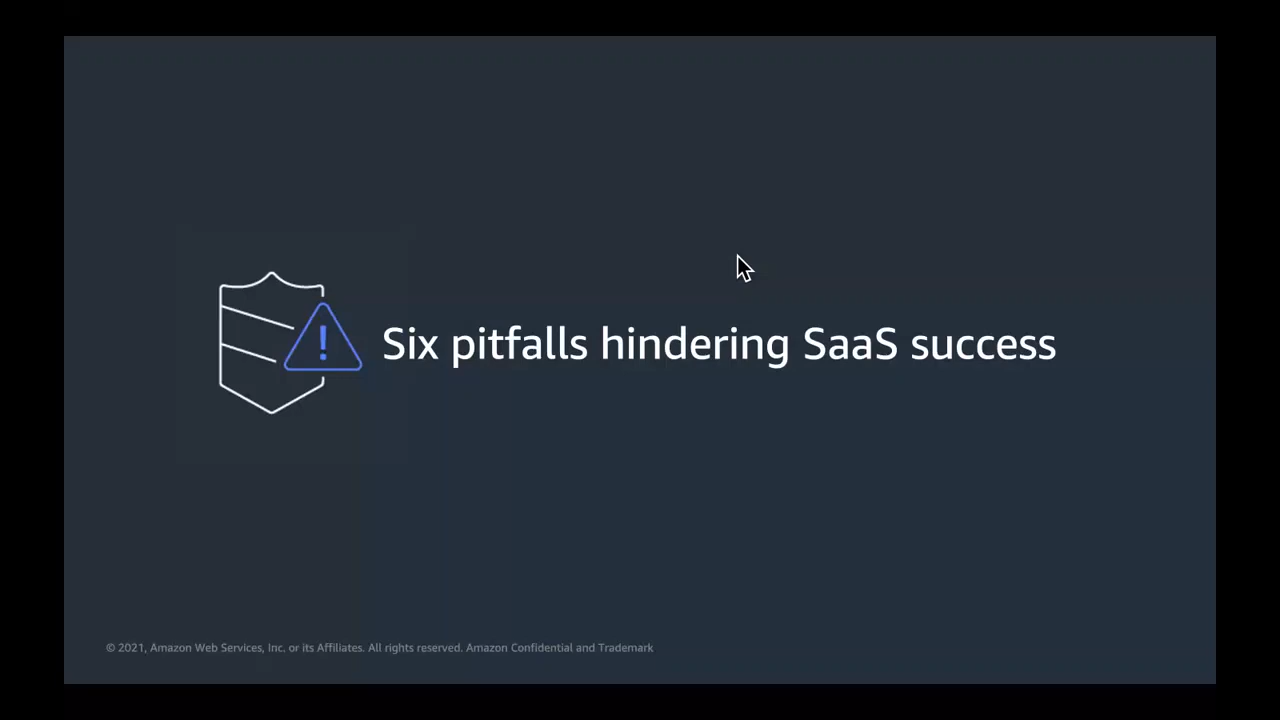 Six pitfalls hindering SaaS success
© 2021, Amazon Web Services, Inc. or its Affiliates. All rights reserved. Amazon Confidential and Trademark